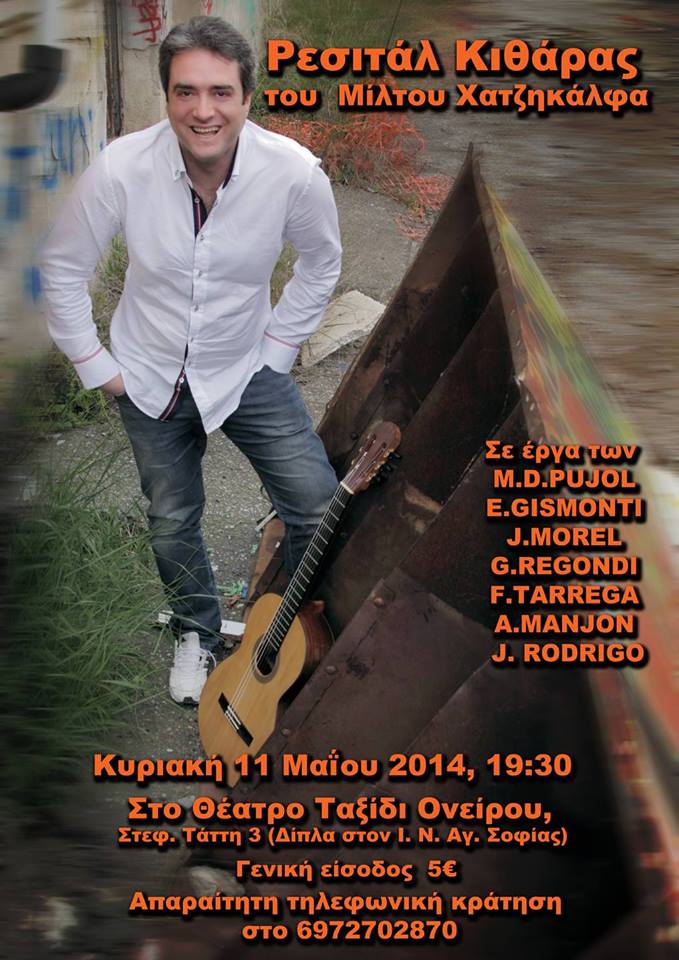 Ρεσιτάλ Κιθάρας
του Μίλτου Χατζηκάλφα
Σε έργα των
M.D.PUJOL
E.GISMONTI
J.MOREL
G.REGONDI
F.TARREGA
A.MANJON
J. RODRIGO
Κυριακή 11 Μαΐου 2014, 19:30
Στο Θέατρο Ταξίδι Ονείρου,
Στεφ. Τάττη 3 (Δίπλα στον Ι. Ν. Αγ. Σοφίας)
Γενική είσοδος 5€
Απαραίτητη τηλεφωνική κράτηση
στο 6972702870